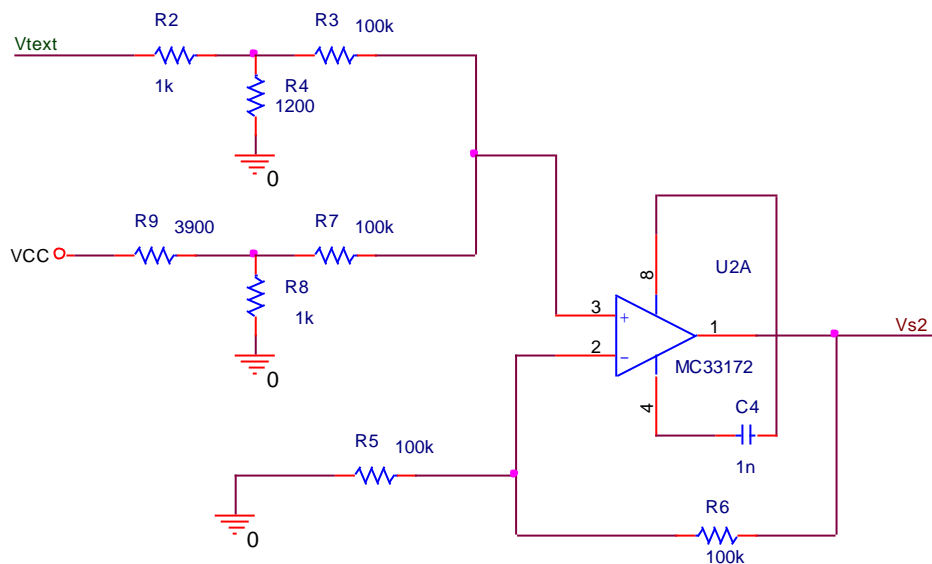 R2
R3
100k
Vtext
1k
R4
1200
0
R9
3900
R7
100k
VCC
R8
1k
0
8
U2A
3
+
1
Vs2
2
−
MC33172
4
C4
1n
R5
100k
0
R6
100k